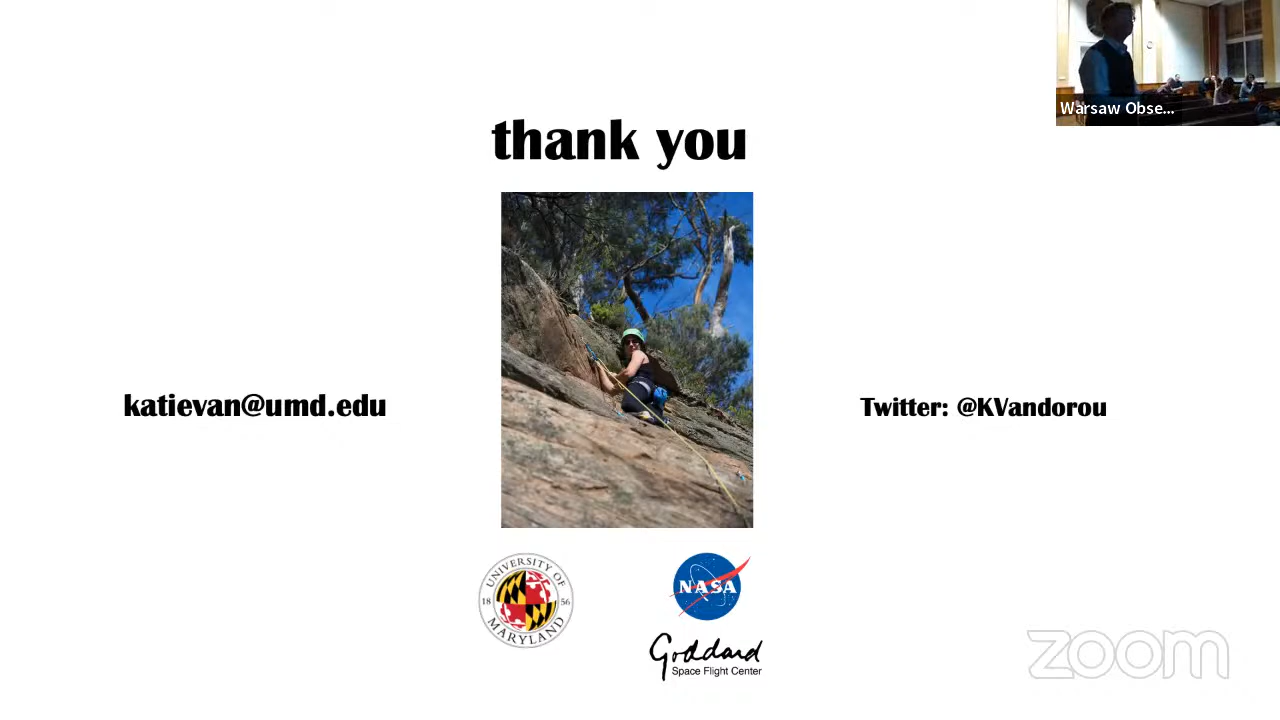 Warsaw Obse...
thank you
katievan@umd.edu
Twitter: @KVandorou
UNIVERSITY OF
18 56
MARYLAND
NASA
Goddard
Space Flight Center
zoom